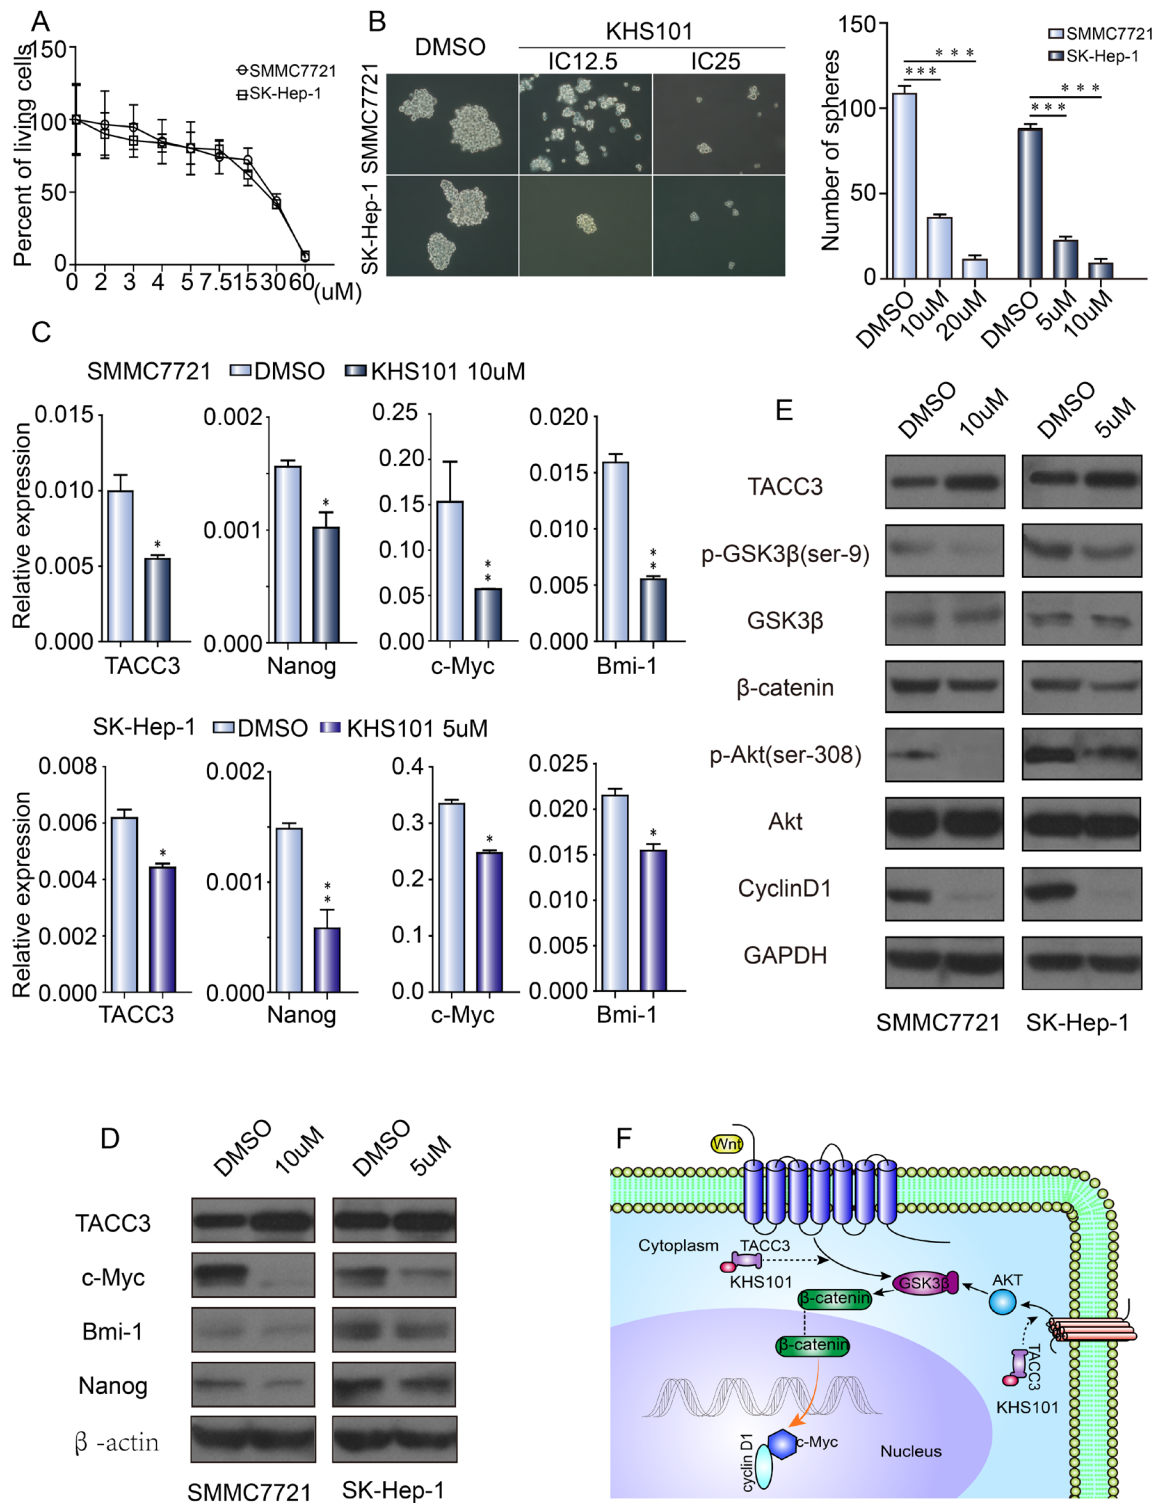 A
Percent of living cells
150
100
50
0
SMMC7721
SK-Hep-1
0 2 3 4 5 7.5 15 30 60 (uM)
B
DMSO
KHS101
IC12.5 IC25
SMMC7721
SK-Hep-1
Number of spheres
150
100
50
0
SMMC7721
SK-Hep-1
*** ***
*** ***
DMSO 10uM 20uM DMSO 5uM 10uM
C
SMMC7721 DMSO KHS101 10uM
Relative expression
0.015
0.010
0.005
0.000
*
TACC3
0.002
0.001
0.000
*
Nanog
0.25
0.20
0.15
0.10
0.05
0.00
**
c-Myc
0.020
0.015
0.010
0.005
0.000
**
Bmi-1
SK-Hep-1 DMSO KHS101 5uM
Relative expression
0.008
0.006
0.004
0.002
0.000
*
TACC3
0.002
0.001
0.000
**
Nanog
0.4
0.3
0.2
0.1
0.0
*
c-Myc
0.025
0.020
0.015
0.010
0.005
0.000
*
Bmi-1
E
DMSO 10uM DMSO 5uM
TACC3
p-GSK3β(ser-9)
GSK3β
β-catenin
p-Akt(ser-308)
Akt
CyclinD1
GAPDH
SMMC7721 SK-Hep-1
D
DMSO 10uM DMSO 5uM
TACC3
c-Myc
Bmi-1
Nanog
β -actin
SMMC7721 SK-Hep-1
F
Wnt
Cytoplasm
TACC3
KHS101
GSK3β
AKT
β-catenin
TACC3
KHS101
β-catenin
c-Myc
cyclin D1
Nucleus